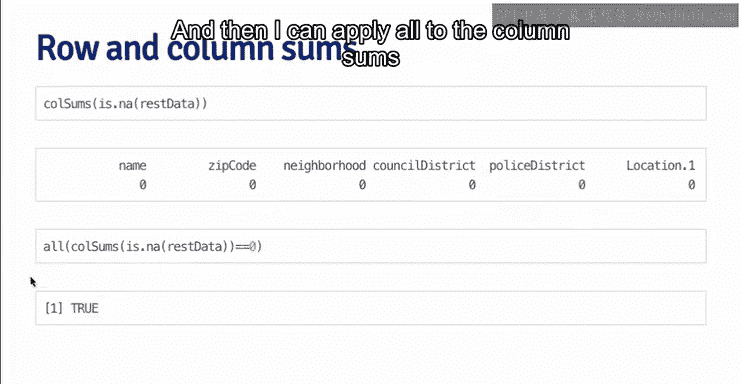 And then I can apply all to the column
sums
Row and column sums
colSums(is.na(restData))
name zipCode neighborhood councilDistrict policeDistrict Location.1
0 0 0 0 0 0
all(colSums(is.na(restData))==0)
[1] TRUE